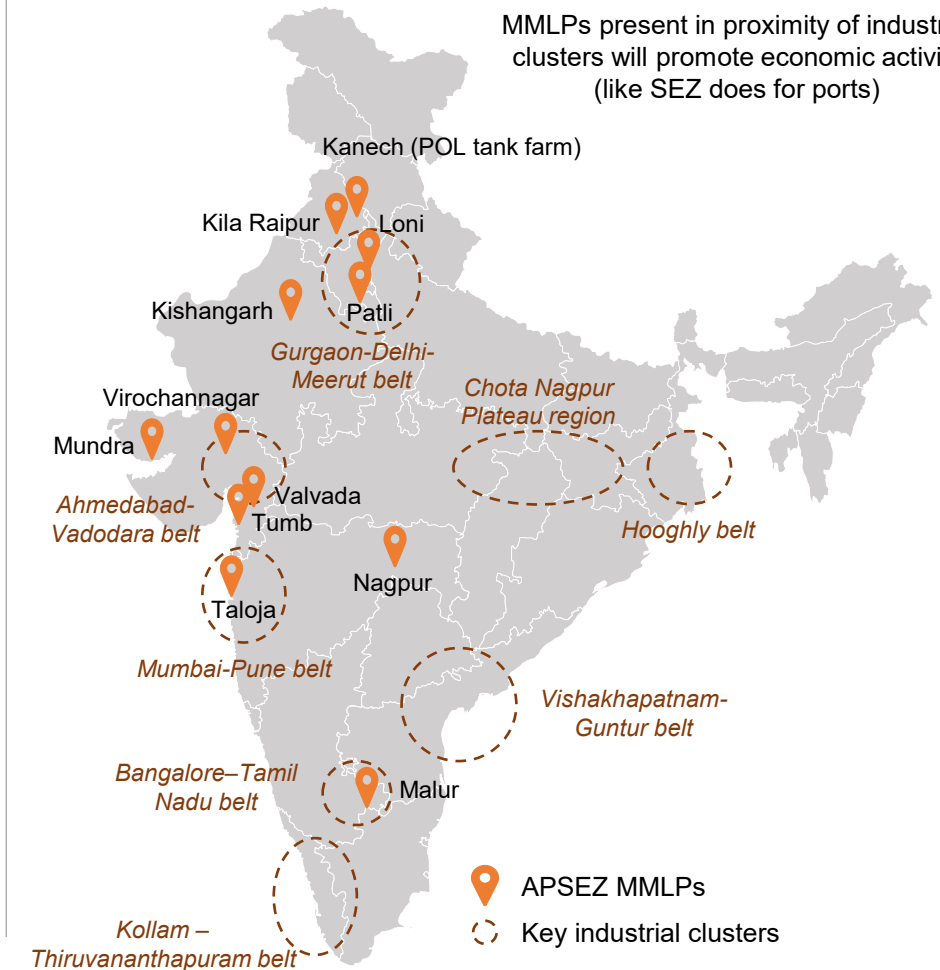 MMLPs present in proximity of industr
clusters will promote economic activi
(like SEZ does for ports)
Kanech (POL tank farm)
Kila Raipur
Loni
Kishangarh
Patli
Gurgaon-Delhi-
Meerut belt
Chota Nagpur
Plateau region
Virochannagar
Mundra
Valvada
Ahmedabad-
Vadodara belt
Tumb
Hooghly belt
Nagpur
Taloja
Mumbai-Pune belt
Vishakhapatnam-
Guntur belt
Bangalore–Tamil
Nadu belt
Malur
APSEZ MMLPs
Key industrial clusters
Kollam –
Thiruvananthapuram belt